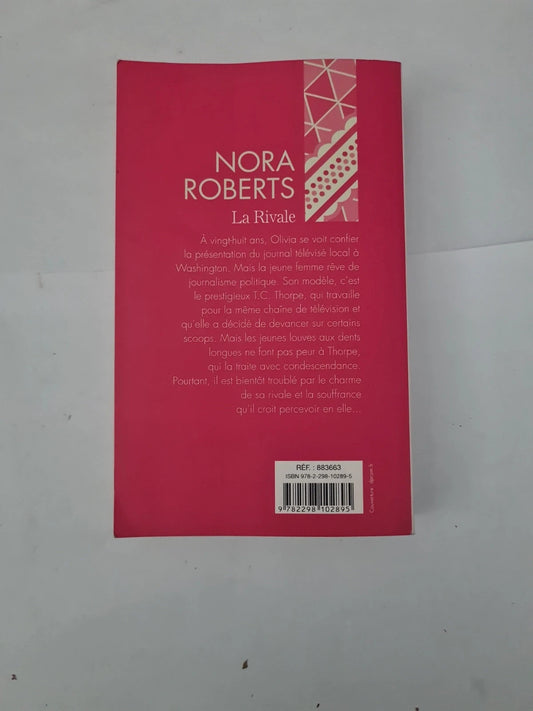 NORA
ROBERTS
La Rivale
À vingt-huit ans, Olivia se voit confier
la présentation du journal télévisé local à
Washington. Mais la jeune femme rêve de
journalisme politique. Son modèle, c'est
le prestigieux T.C. Thorpe, qui travaille
pour la même chaîne de télévision et
qu'elle a décidé de devancer sur certains
scoops. Mais les jeunes louves aux dents
longues ne font pas peur à Thorpe,
qui la traite avec condescendance.
Pourtant, il est bientôt troublé par le charme
de sa rivale et la souffrance
qu'il croit percevoir en elle...
RÉF. : 883663
ISBN 978-2-298-10289-5
9 782298 102895
Couverture :